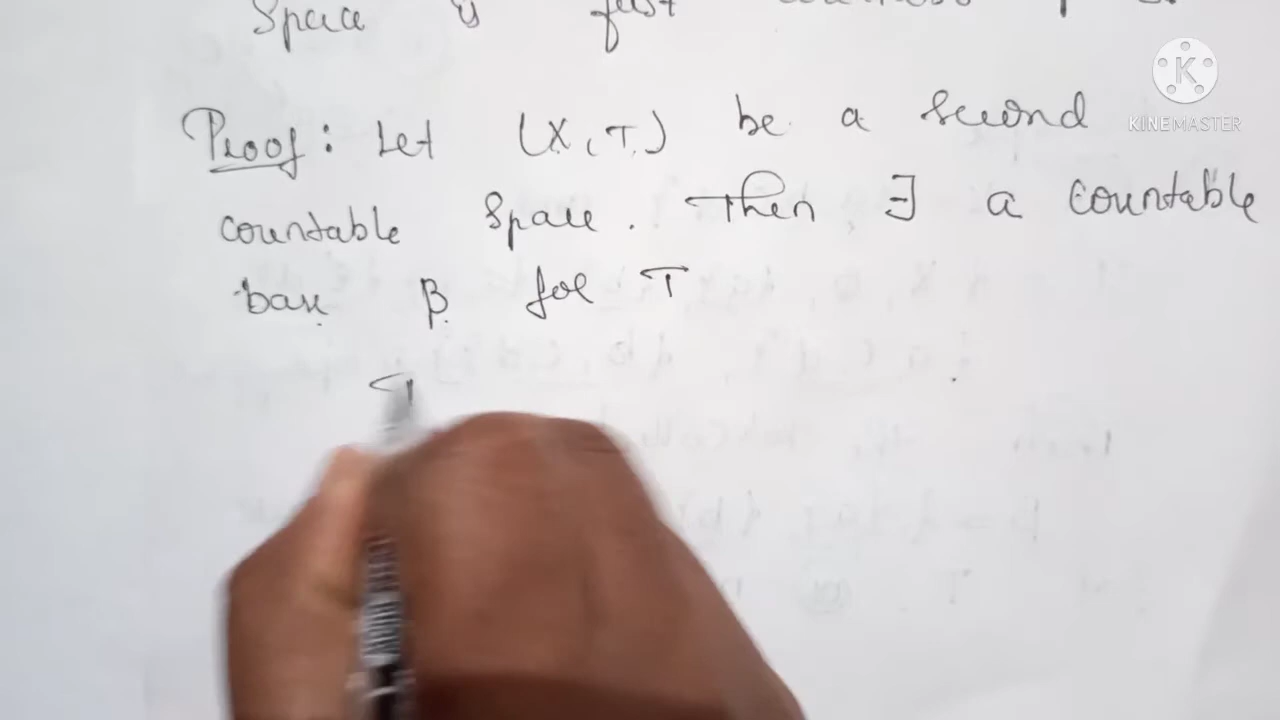 Space is first
Proof: Let (X, T) be a second
countable space. Then ∃ a countable
base β for T
KINEMASTER